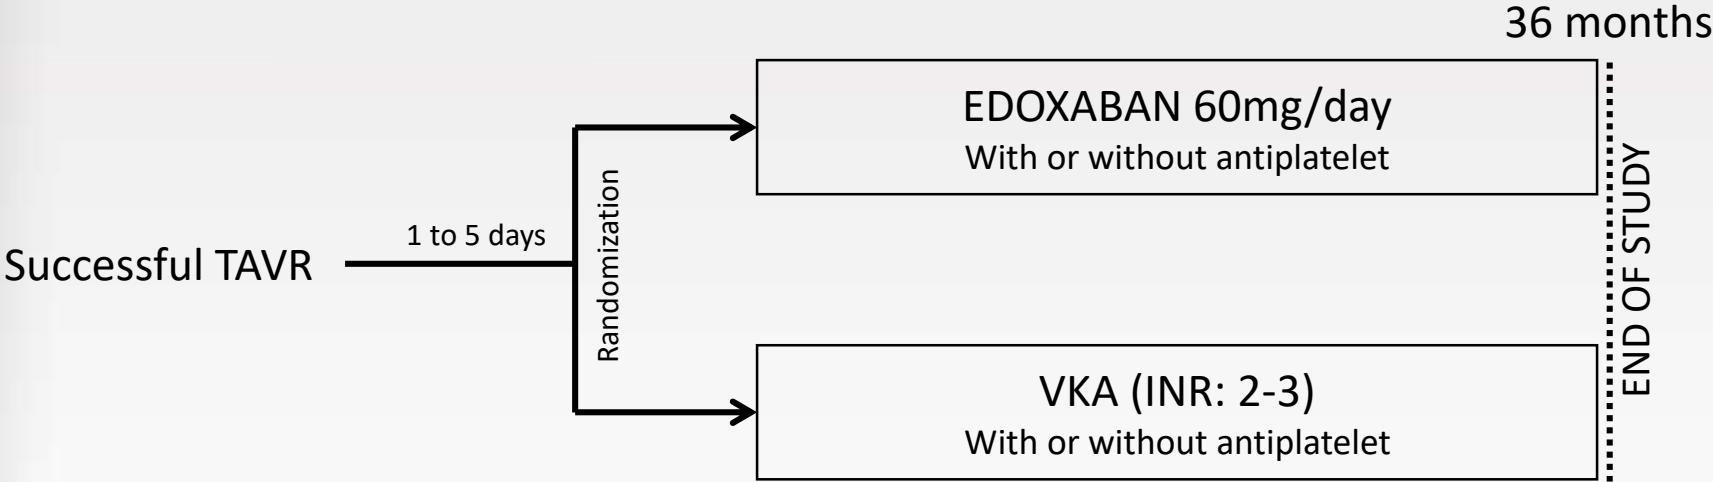 36 months
EDOXABAN 60mg/day
With or without antiplatelet
Successful TAVR
1 to 5 days
Randomization
VKA (INR: 2-3)
With or without antiplatelet
END OF STUDY